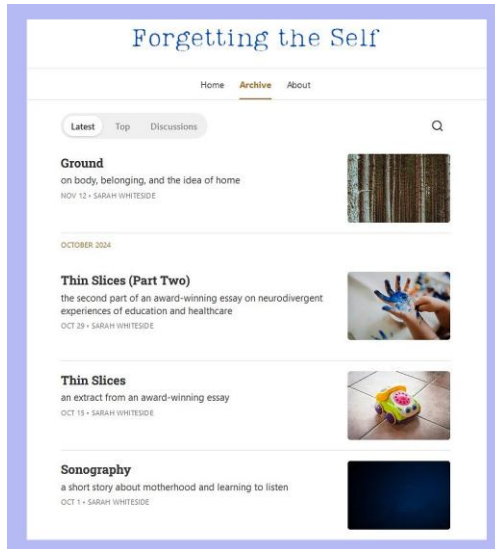 Forgetting the Self
Home Archive About
Latest Top Discussions
Ground
on body, belonging, and the idea of home
NOV 12 • SARAH WHITESIDE
OCTOBER 2024
Thin Slices (Part Two)
the second part of an award-winning essay on neurodivergent
experiences of education and healthcare
OCT 29 • SARAH WHITESIDE
Thin Slices
an extract from an award-winning essay
OCT 15 • SARAH WHITESIDE
Sonography
a short story about motherhood and learning to listen
OCT 1 • SARAH WHITESIDE